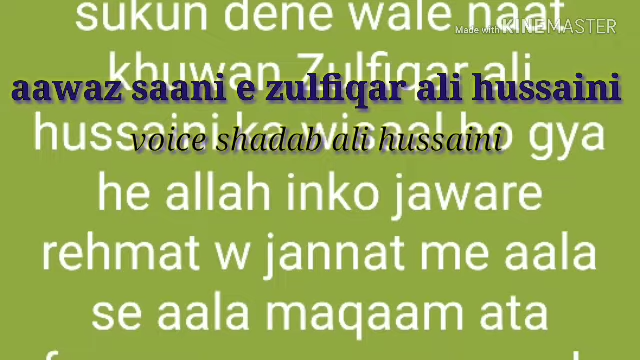 sukun dene wale naat
Made with KINEMASTER
khuwan Zulfiqar ali
aawaz saani e zulfiqar ali hussaini
hussaini ka wisaal ho gya
voice shadab ali hussaini
he allah inko jaware
rehmat w jannat me aala
se aala maqaam ata